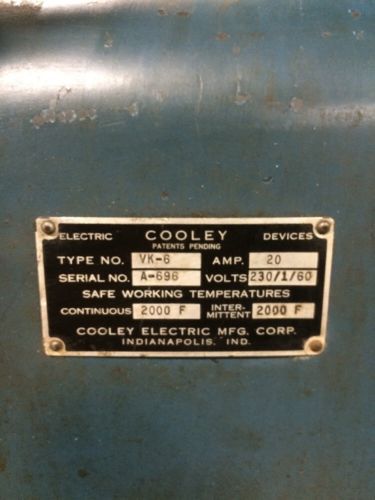 ELECTRIC COOLEY DEVICES
PATENTS PENDING
TYPE NO. VK-6 AMP. 20
SERIAL NO. A-696 VOLTS 230/1/60
SAFE WORKING TEMPERATURES
CONTINUOUS 2000 F INTER-MITTENT 2000 F
COOLEY ELECTRIC MFG. CORP.
INDIANAPOLIS, IND.